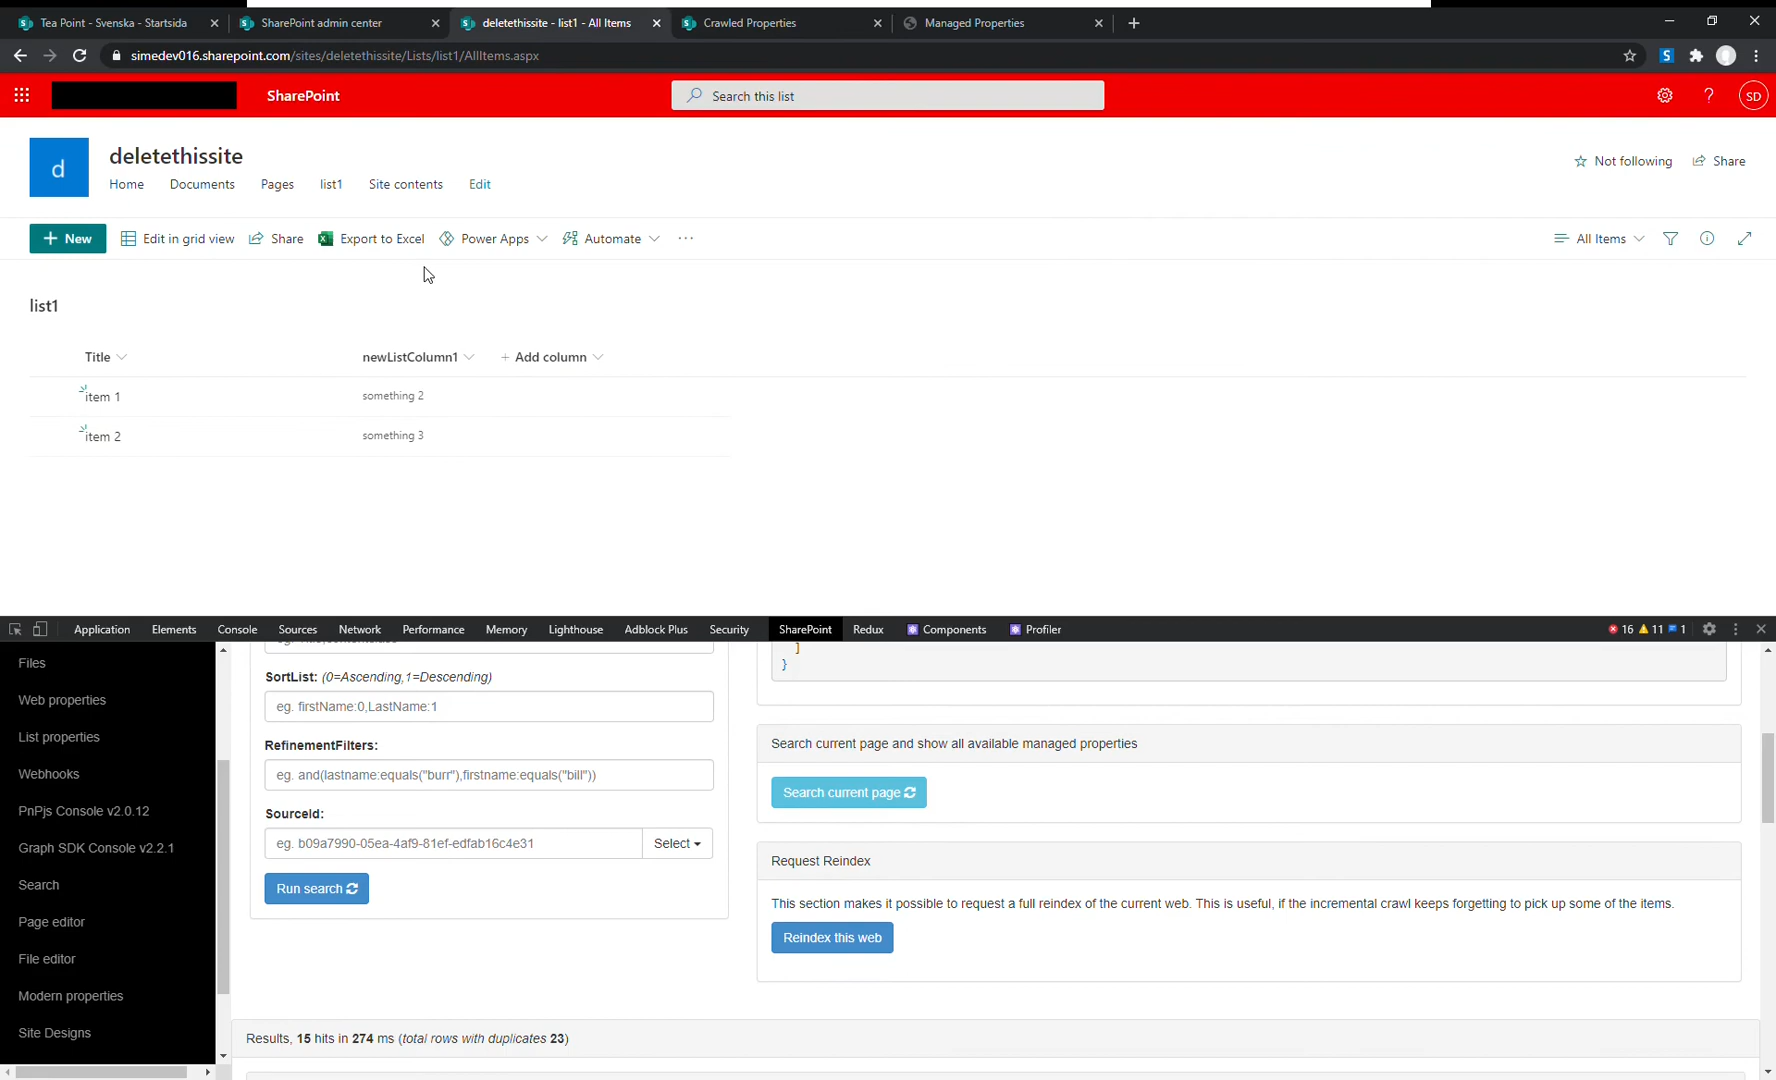 Tea Point - Svenska - Startsida
SharePoint admin center
deletethissite - list1 - All Items
Crawled Properties
Managed Properties
simedev016.sharepoint.com/sites/deletethissite/Lists/list1/AllItems.aspx
SharePoint
Search this list
SD
d
deletethissite
Not following
Share
Home
Documents
Pages
list1
Site contents
Edit
New
Edit in grid view
Share
Export to Excel
Power Apps
Automate
All Items
list1
Title
newListColumn1
+ Add column
item 1
something 2
item 2
something 3
Application
Elements
Console
Sources
Network
Performance
Memory
Lighthouse
Adblock Plus
Security
SharePoint
Redux
Components
Profiler
16
11
1
Files
Web properties
List properties
Webhooks
PnPjs Console v2.0.12
Graph SDK Console v2.2.1
Search
Page editor
File editor
Modern properties
Site Designs
SortList: (0=Ascending,1=Descending)
eg. firstName:0,LastName:1
RefinementFilters:
eg. and(lastname:equals("burr"),firstname:equals("bill"))
SourceId:
eg. b09a7990-05ea-4af9-81ef-edfab16c4e31
Select
Run search
]
}
Search current page and show all available managed properties
Search current page
Request Reindex
This section makes it possible to request a full reindex of the current web. This is useful, if the incremental crawl keeps forgetting to pick up some of the items.
Reindex this web
Results, 15 hits in 274 ms (total rows with duplicates 23)